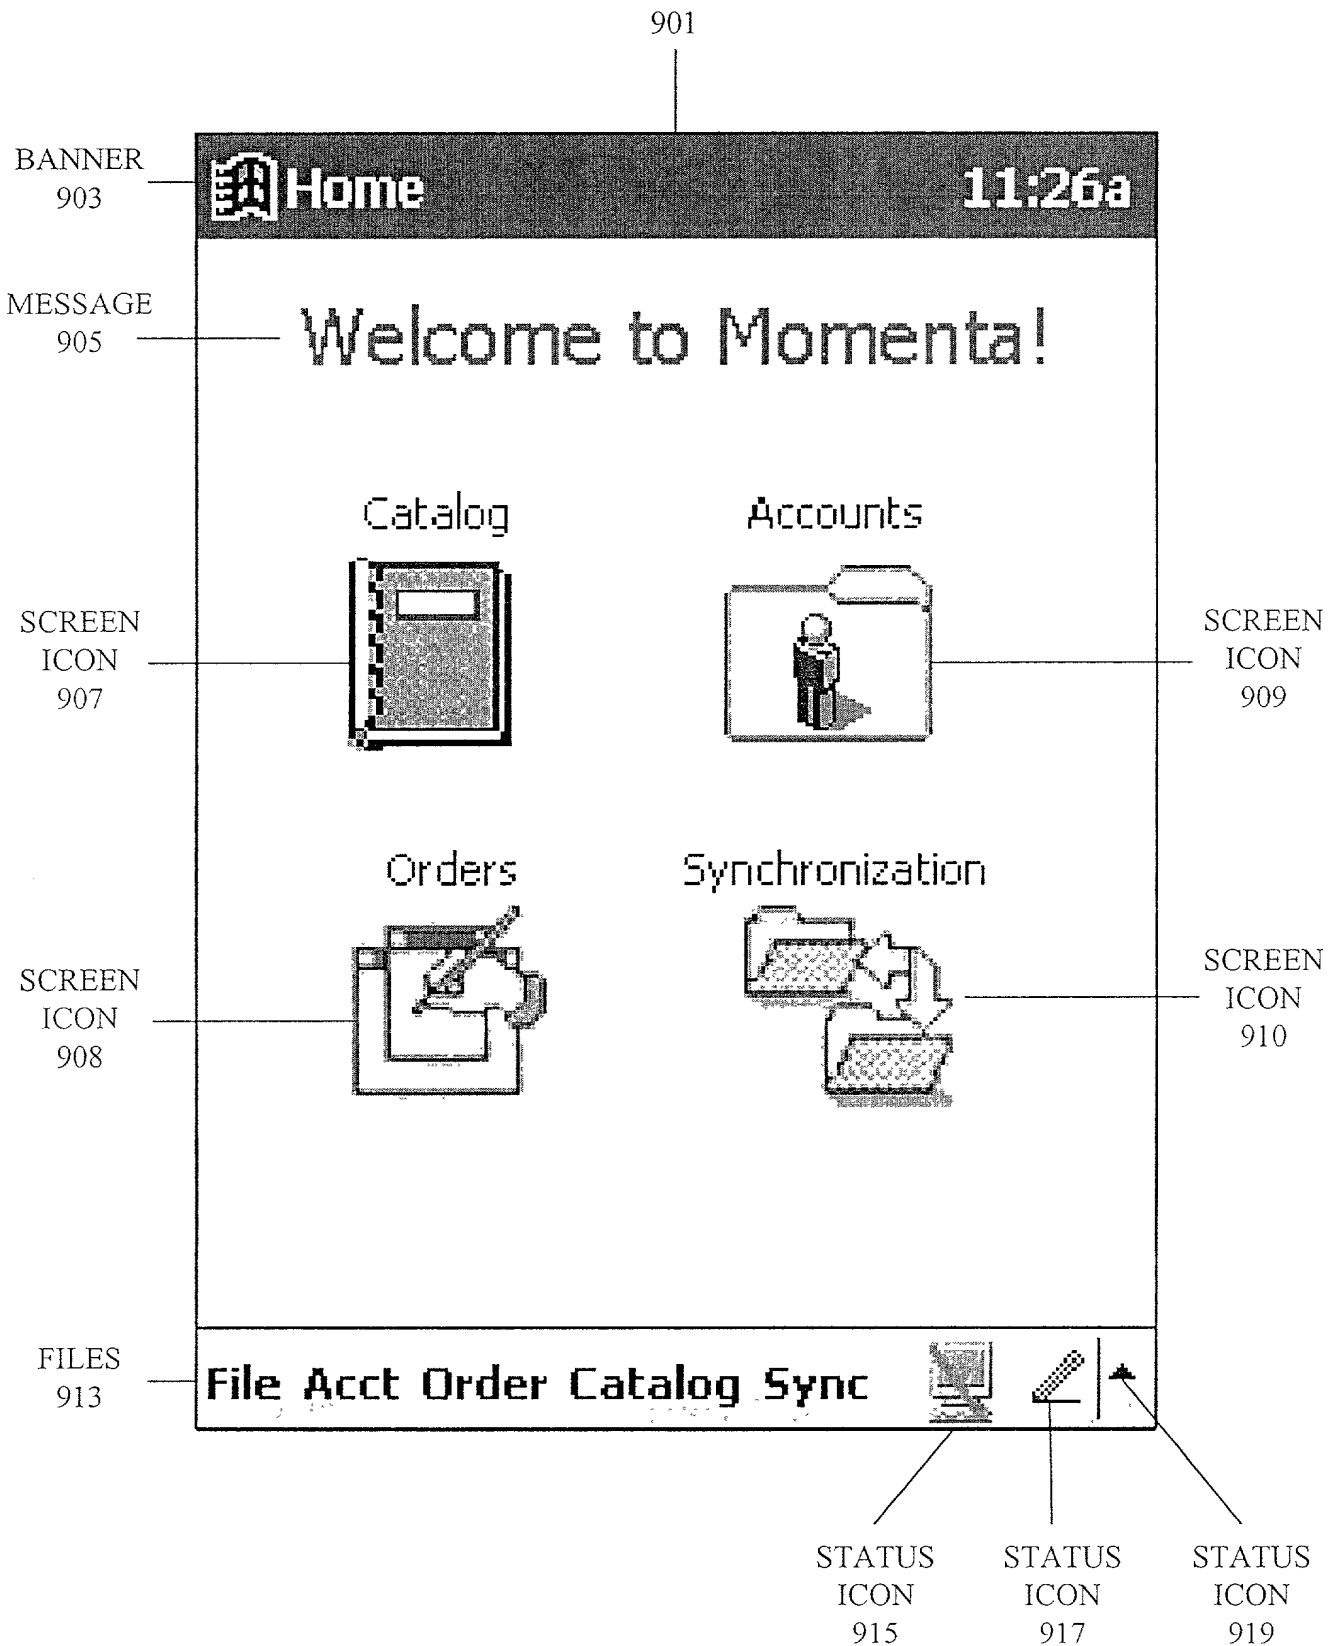 901
BANNER
903
Home 11:26a
MESSAGE
905
Welcome to Momenta!
Catalog Accounts
SCREEN
ICON
907
SCREEN
ICON
909
Orders Synchronization
SCREEN
ICON
908
SCREEN
ICON
910
FILES
913
File Acct Order Catalog Sync
STATUS
ICON
915
STATUS
ICON
917
STATUS
ICON
919